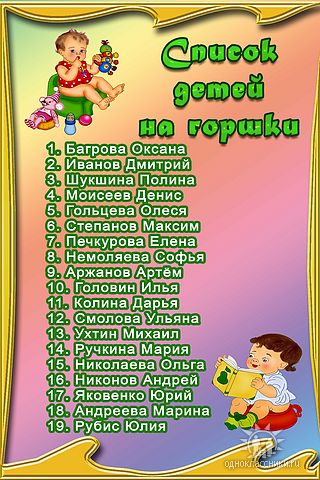 Список
детей
на горшки
1. Багрова Оксана
2. Иванов Дмитрий
3. Шукшина Полина
4. Моисеев Денис
5. Гольцева Олеся
6. Степанов Максим
7. Печкурова Елена
8. Немоляева Софья
9. Аржанов Артём
10. Головин Илья
11. Колина Дарья
12. Смолова Ульяна
13. Ухтин Михаил
14. Ручкина Мария
15. Николаева Ольга
16. Никонов Андрей
17. Яковенко Юрий
18. Андреева Марина
19. Рубис Юлия
одноклассники.ru